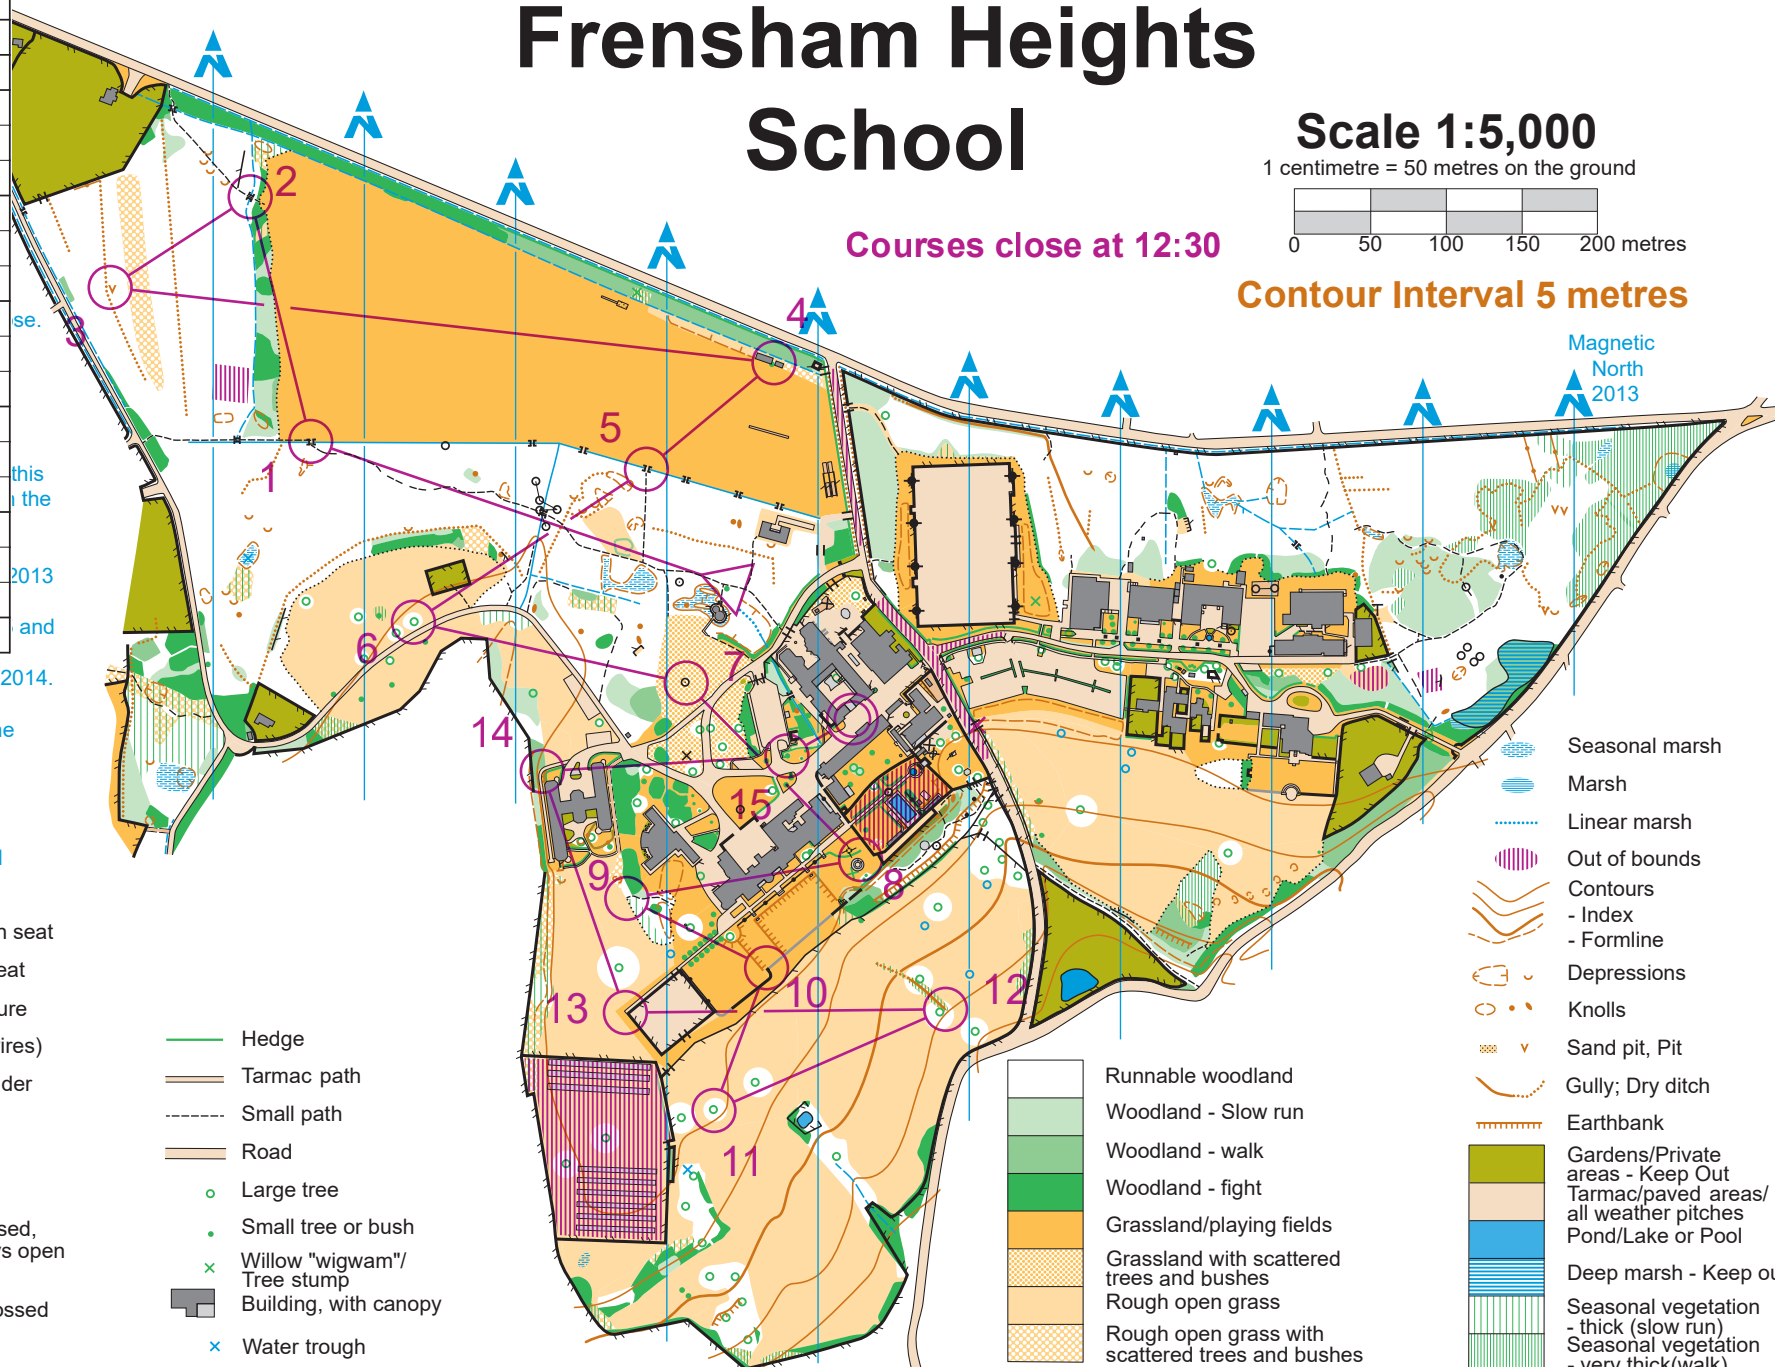 Frensham Heights
School
Scale 1:5,000
1 centimetre = 50 metres on the ground
0 50 100 150 200 metres
Courses close at 12:30
Contour Interval 5 metres
Magnetic
North
2013
N
N
N
N
N
N
N
N
N
N
1
2
3
4
5
6
7
8
9
10
11
12
13
14
15
se.
this
the
2013
and
2014.
ne
n seat
eat
ure
ires)
der
sed,
s open
ossed
Hedge
Tarmac path
Small path
Road
Large tree
Small tree or bush
Willow "wigwam"/
Tree stump
Building, with canopy
Water trough
Runnable woodland
Woodland - Slow run
Woodland - walk
Woodland - fight
Grassland/playing fields
Grassland with scattered
trees and bushes
Rough open grass
Rough open grass with
scattered trees and bushes
Seasonal marsh
Marsh
Linear marsh
Out of bounds
Contours
- Index
- Formline
Depressions
Knolls
Sand pit, Pit
Gully; Dry ditch
Earthbank
Gardens/Private
areas - Keep Out
Tarmac/paved areas/
all weather pitches
Pond/Lake or Pool
Deep marsh - Keep ou
Seasonal vegetation
- thick (slow run)
Seasonal vegetation
- very thick(walk)